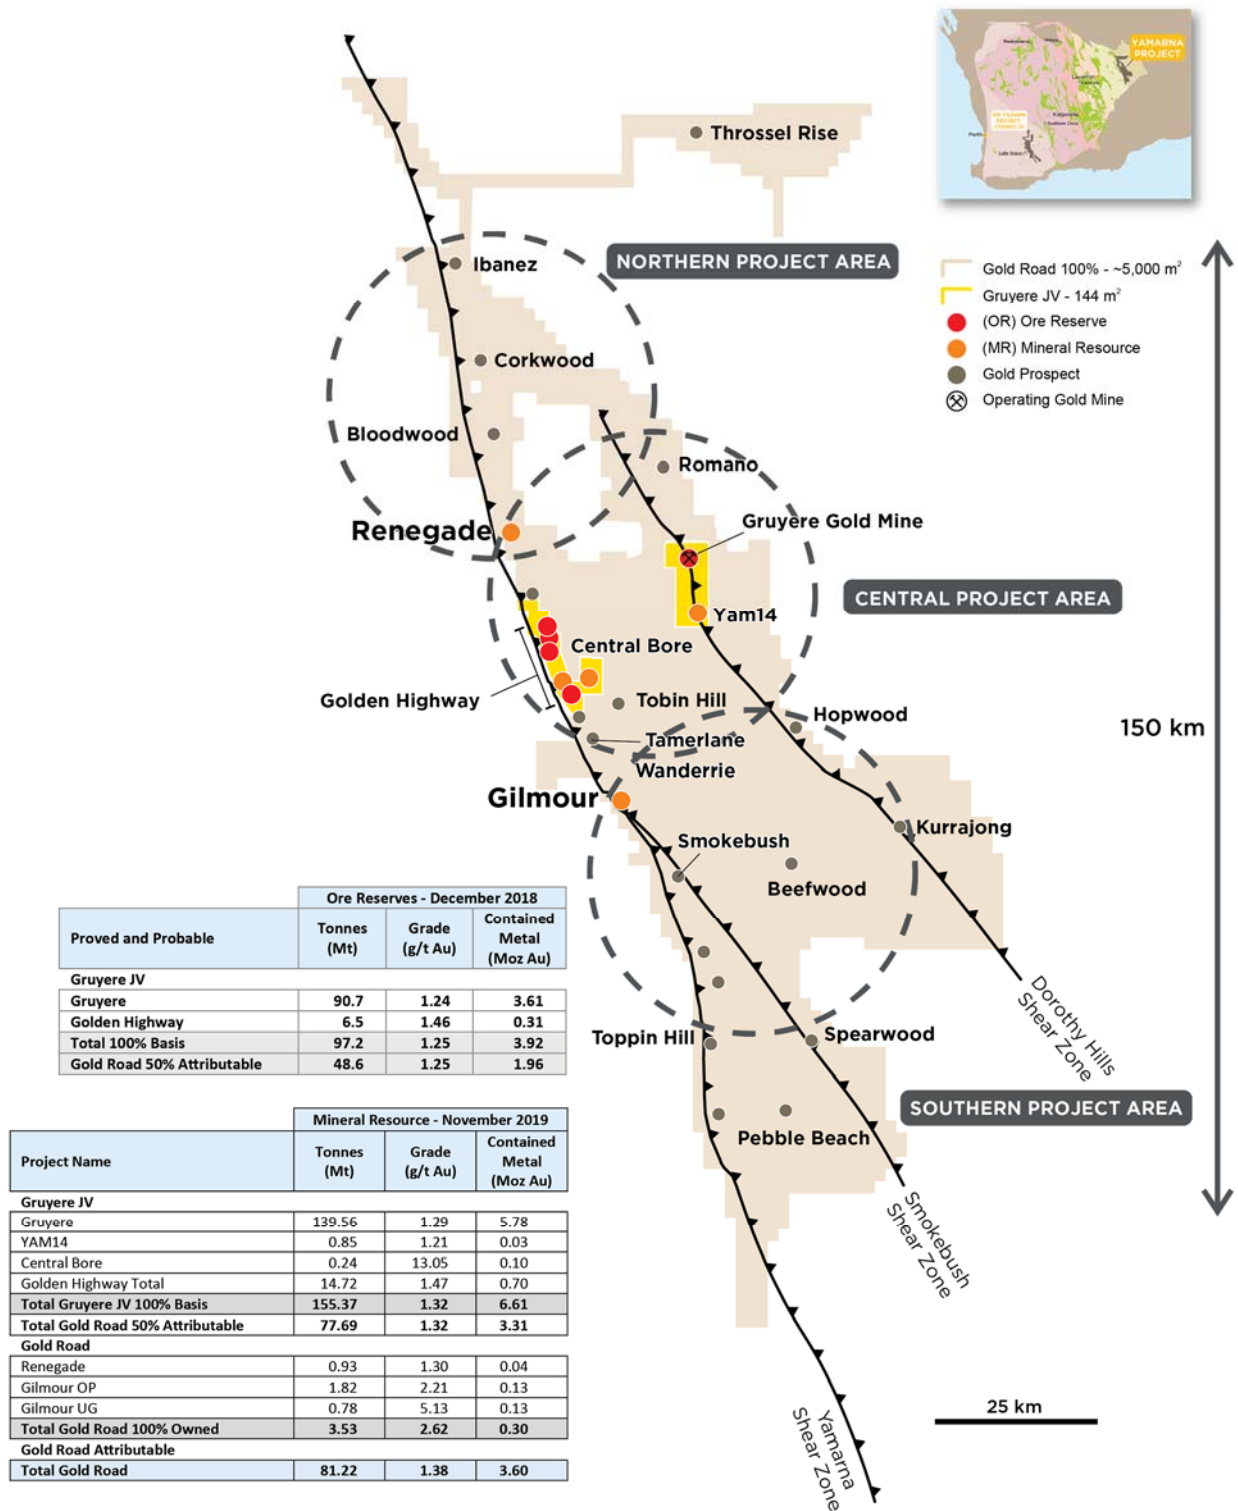 YAMARNA
PROJECT
Kalgoorlie
Perth
Lake Grace
Throssel Rise
NORTHERN PROJECT AREA
Ibanez
Corkwood
Bloodwood
Romano
Renegade
Gruyere Gold Mine
Gold Road 100% - ~5,000 m²
Gruyere JV - 144 m²
(OR) Ore Reserve
(MR) Mineral Resource
Gold Prospect
Operating Gold Mine
CENTRAL PROJECT AREA
Yam14
Central Bore
Golden Highway
Tobin Hill
Hopwood
150 km
Tamerlane
Wanderrie
Gilmour
Kurrajong
Smokebush
Beefwood
Dorothy Hills
Shear Zone
Toppin Hill
Spearwood
SOUTHERN PROJECT AREA
Pebble Beach
Smokebush
Shear Zone
Yamarna
Shear Zone
25 km
Ore Reserves - December 2018
Proved and Probable Tonnes (Mt) Grade (g/t Au) Contained Metal (Moz Au)
Gruyere JV
Gruyere 90.7 1.24 3.61
Golden Highway 6.5 1.46 0.31
Total 100% Basis 97.2 1.25 3.92
Gold Road 50% Attributable 48.6 1.25 1.96
Mineral Resource - November 2019
Project Name Tonnes (Mt) Grade (g/t Au) Contained Metal (Moz Au)
Gruyere JV
Gruyere 139.56 1.29 5.78
YAM14 0.85 1.21 0.03
Central Bore 0.24 13.05 0.10
Golden Highway Total 14.72 1.47 0.70
Total Gruyere JV 100% Basis 155.37 1.32 6.61
Total Gold Road 50% Attributable 77.69 1.32 3.31
Gold Road
Renegade 0.93 1.30 0.04
Gilmour OP 1.82 2.21 0.13
Gilmour UG 0.78 5.13 0.13
Total Gold Road 100% Owned 3.53 2.62 0.30
Gold Road Attributable
Total Gold Road 81.22 1.38 3.60